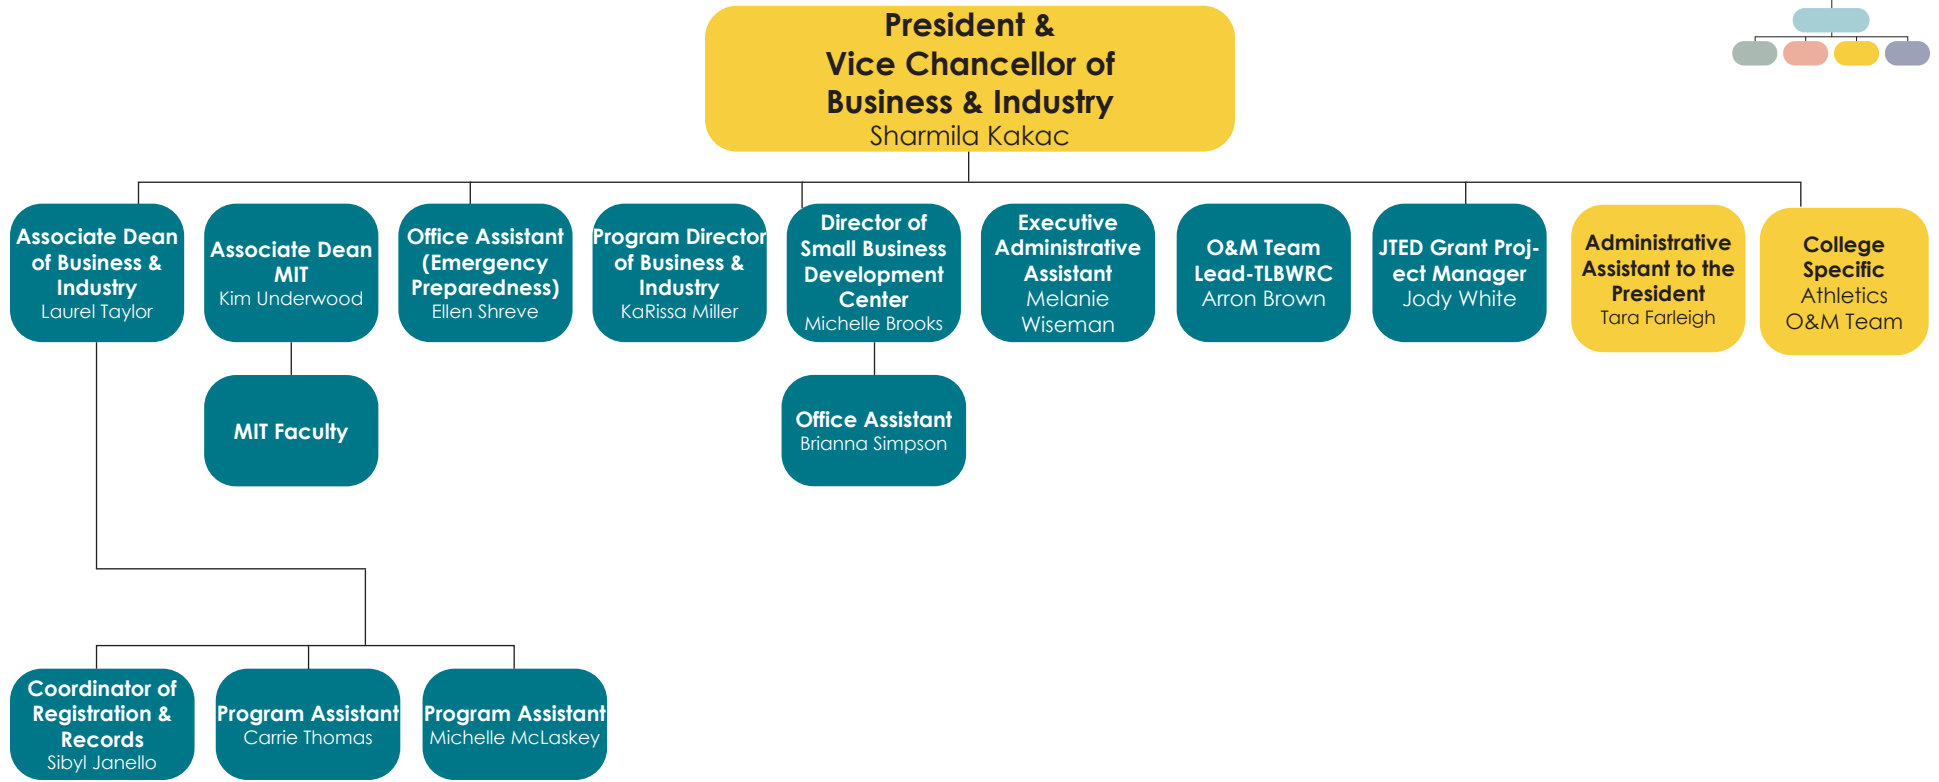 President &
Vice Chancellor of
Business & Industry
Sharmila Kakac
Associate Dean
of Business &
Industry
Laurel Taylor
Associate Dean
MIT
Kim Underwood
Office Assistant
(Emergency
Preparedness)
Ellen Shreve
Program Director
of Business &
Industry
KaRissa Miller
Director of
Small Business
Development
Center
Michelle Brooks
Executive
Administrative
Assistant
Melanie
Wiseman
O&M Team
Lead-TLBWRC
Arron Brown
JTED Grant Proj-
ect Manager
Jody White
Administrative
Assistant to the
President
Tara Farleigh
College
Specific
Athletics
O&M Team
MIT Faculty
Office Assistant
Brianna Simpson
Coordinator of
Registration &
Records
Sibyl Janello
Program Assistant
Carrie Thomas
Program Assistant
Michelle McLaskey